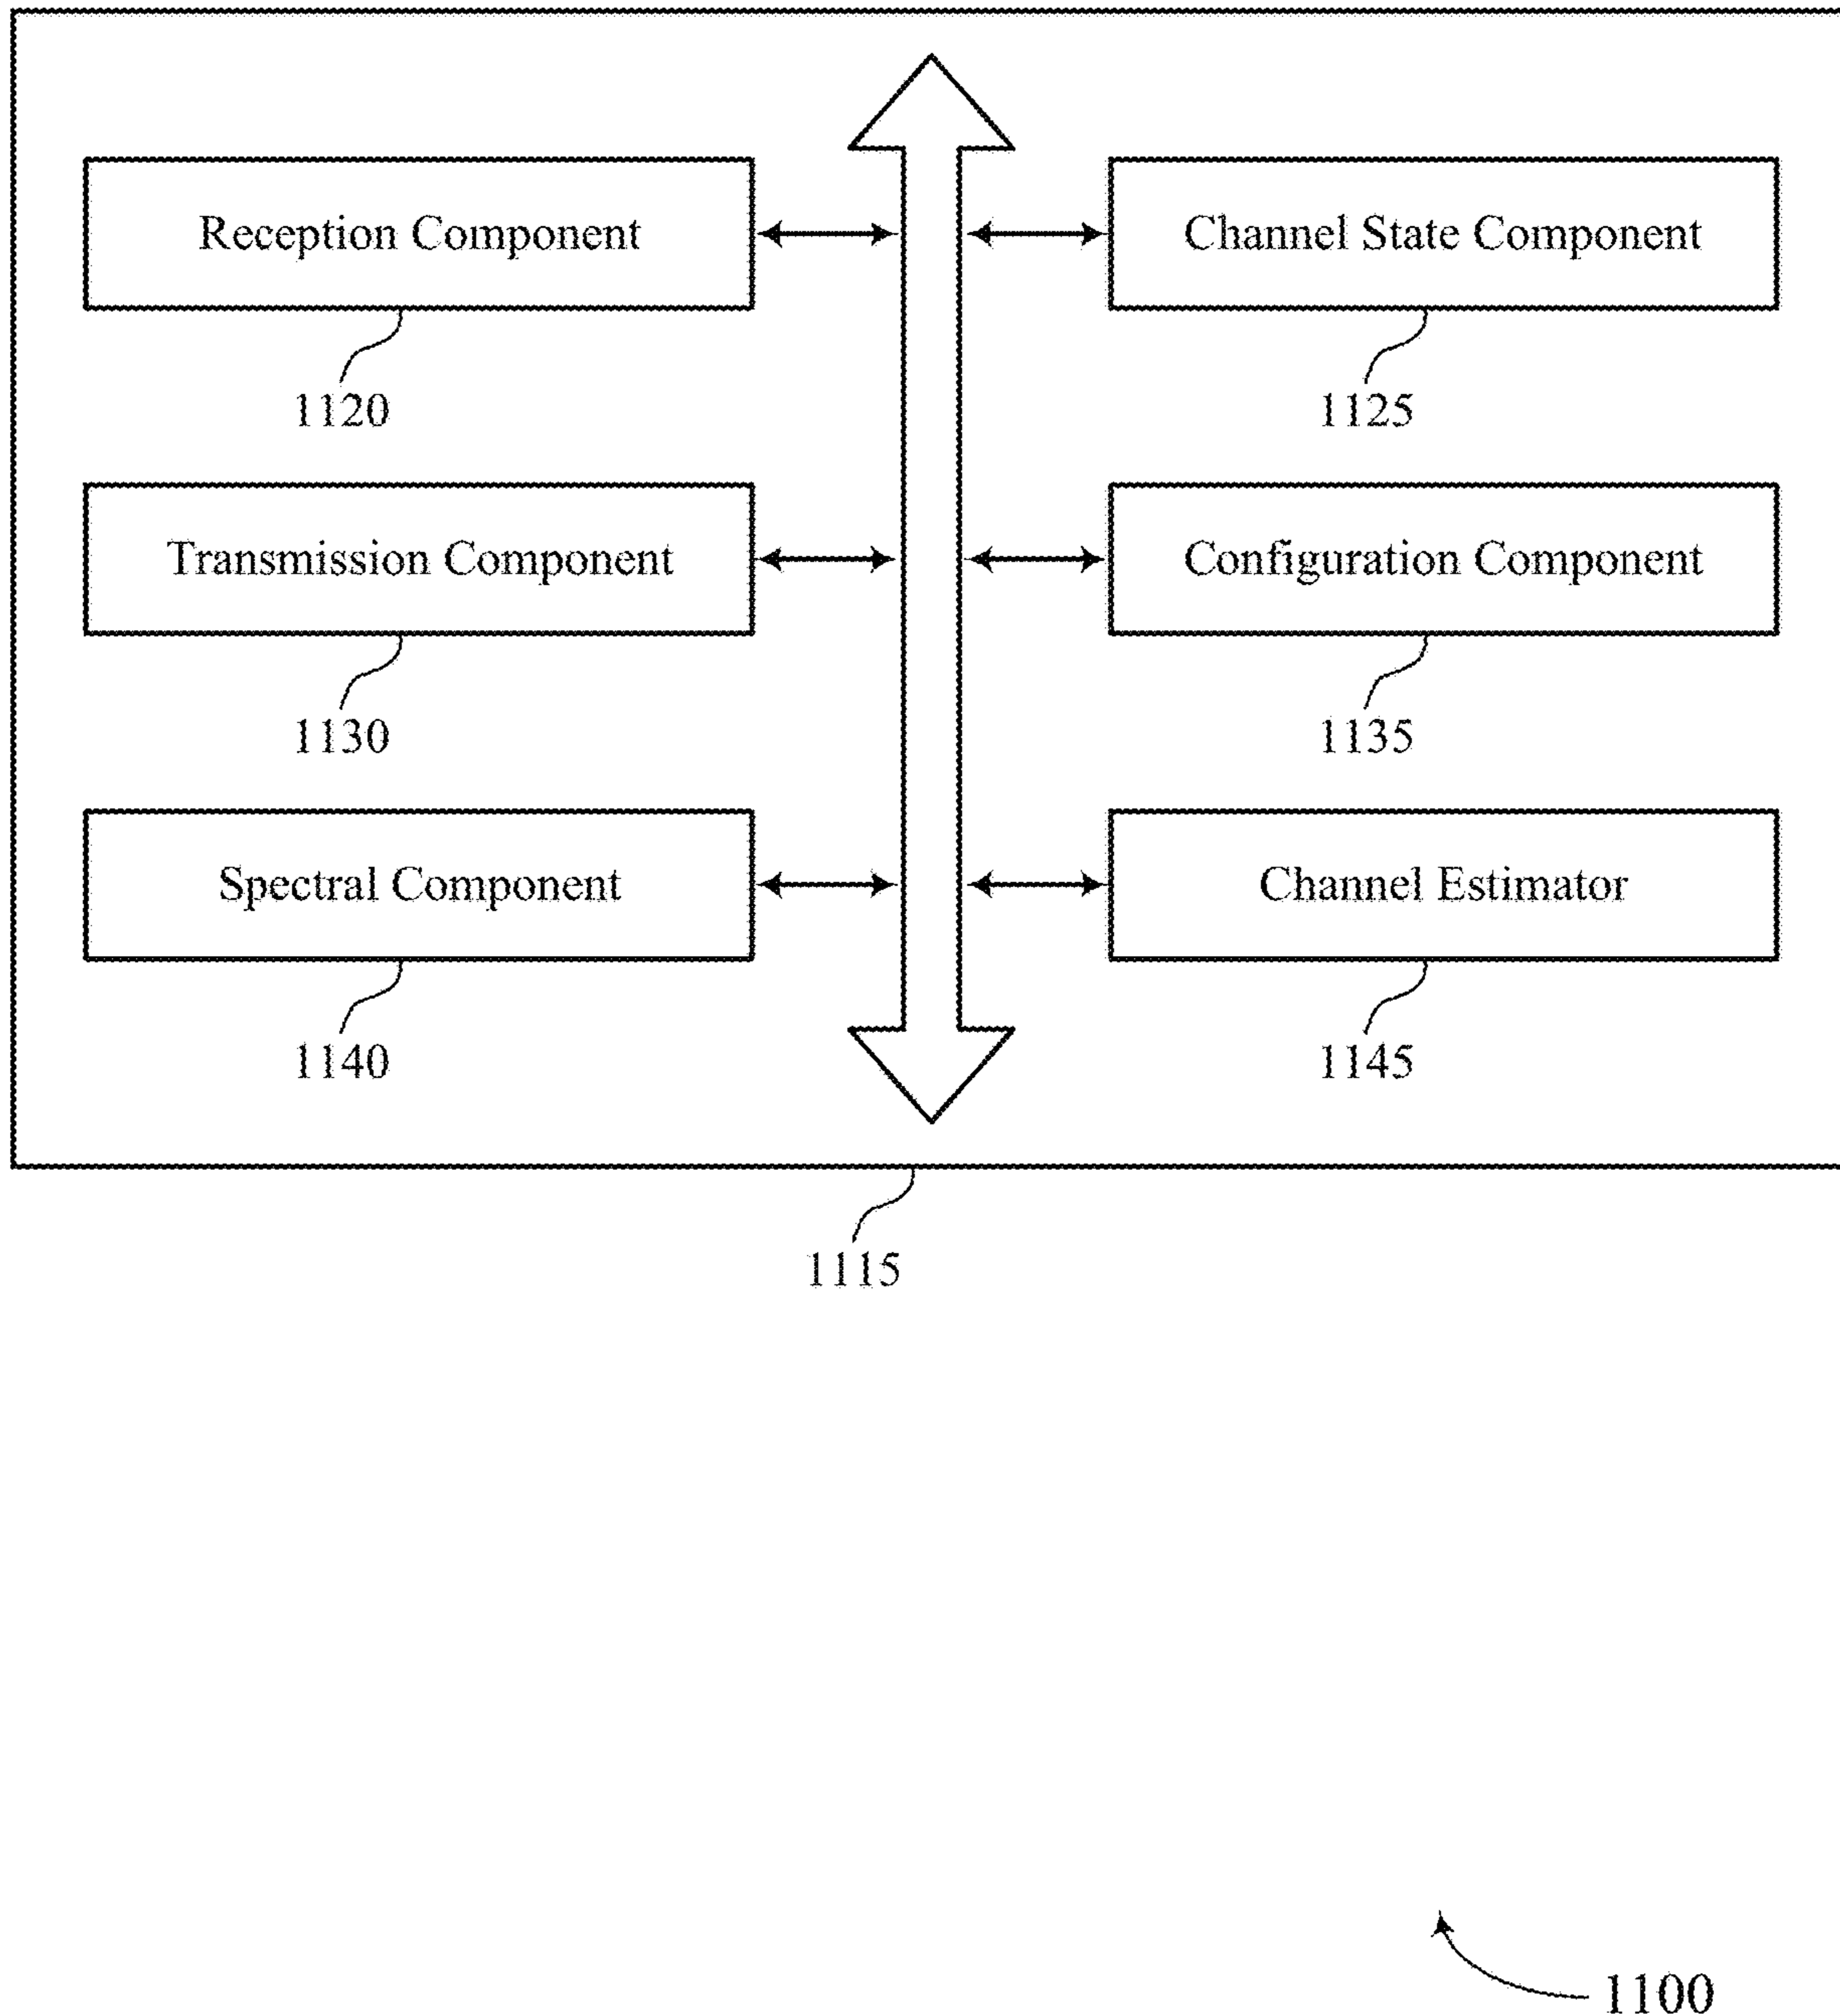 Reception Component
Channel State Component
1120
1125
Transmission Component
Configuration Component
1130
1135
Spectral Component
Channel Estimator
1140
1145
1115
1100